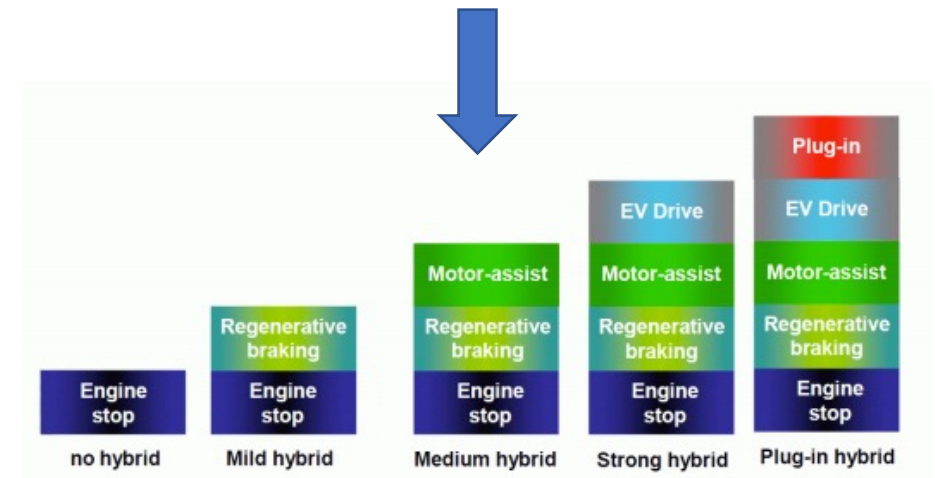 Plug-in
EV Drive
EV Drive
Motor-assist
Motor-assist
Motor-assist
Regenerative
braking
Regenerative
braking
Regenerative
braking
Regenerative
braking
Engine
stop
Engine
stop
Engine
stop
Engine
stop
Engine
stop
no hybrid
Mild hybrid
Medium hybrid
Strong hybrid
Plug-in hybrid